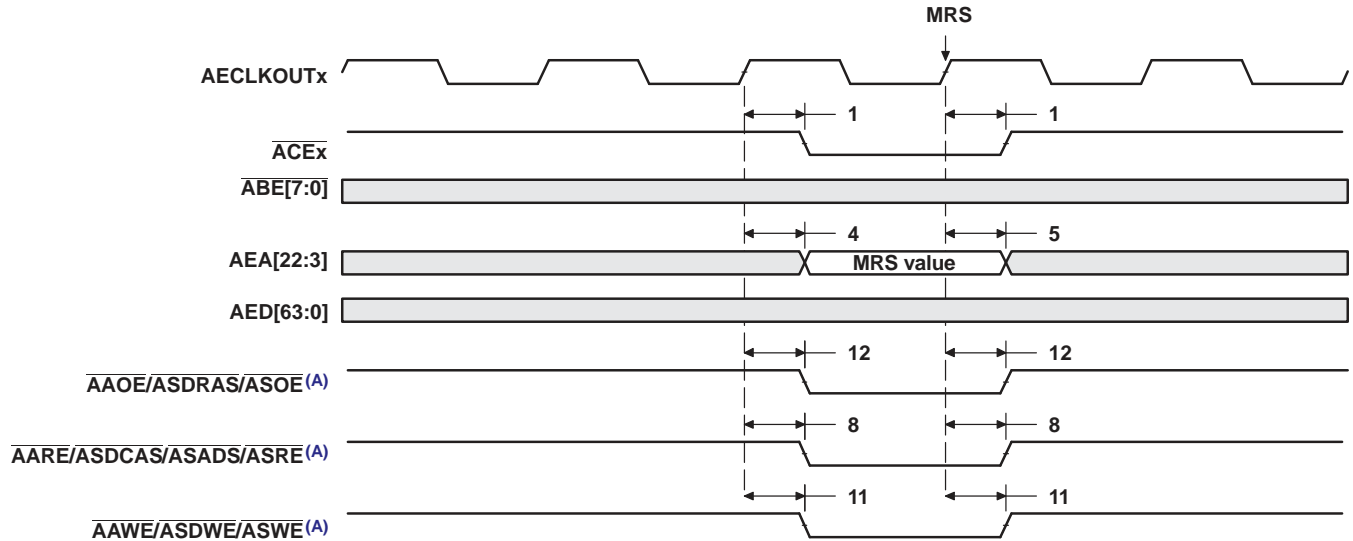 MRS
AECLKOUTx
1 1
ACEx
ABE[7:0]
4 5
AEA[22:3] MRS value
AED[63:0]
12 12
AAOE/ASDRAS/ASOE(A)
8 8
AARE/ASDCAS/ASADS/ASRE(A)
11 11
AAWE/ASDWE/ASWE(A)